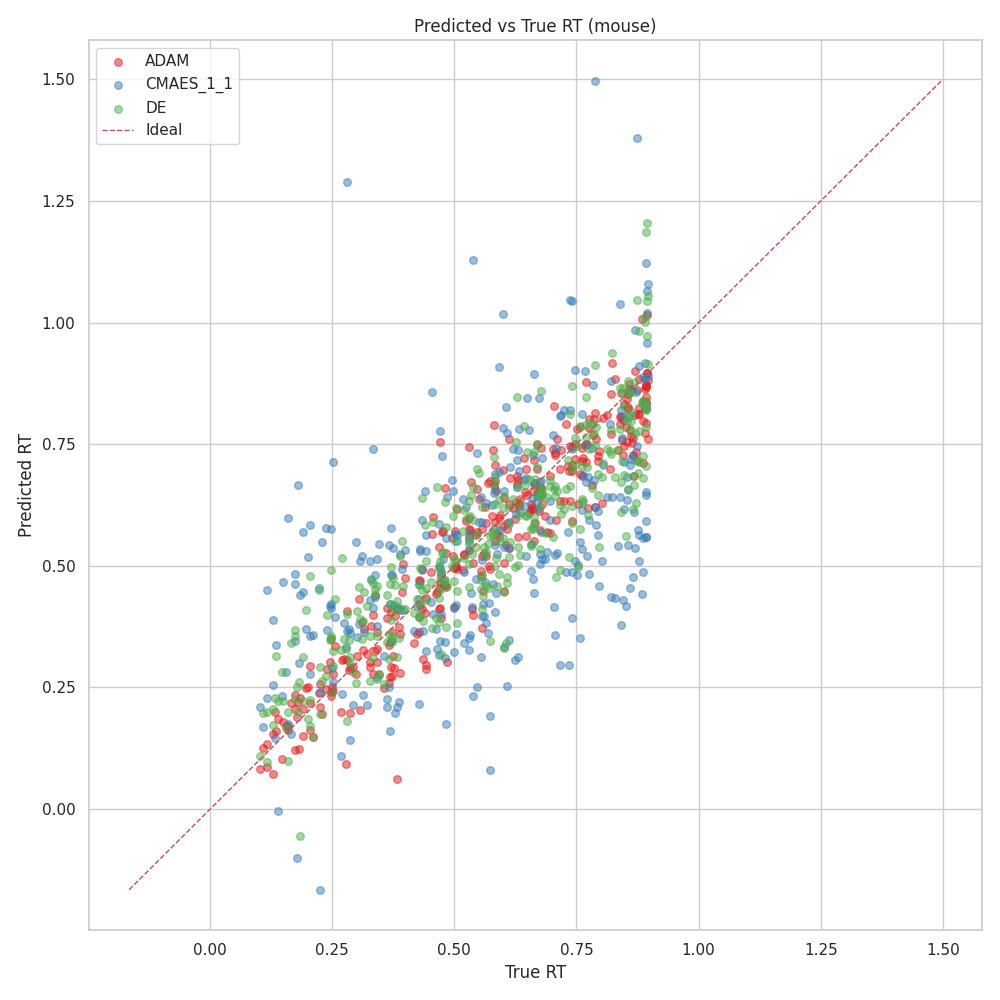 Predicted vs True RT (mouse)
ADAM
CMAES_1_1
DE
Ideal
1.50
1.25
1.00
0.75
0.50
0.25
0.00
Predicted RT
0.00 0.25 0.50 0.75 1.00 1.25 1.50
True RT